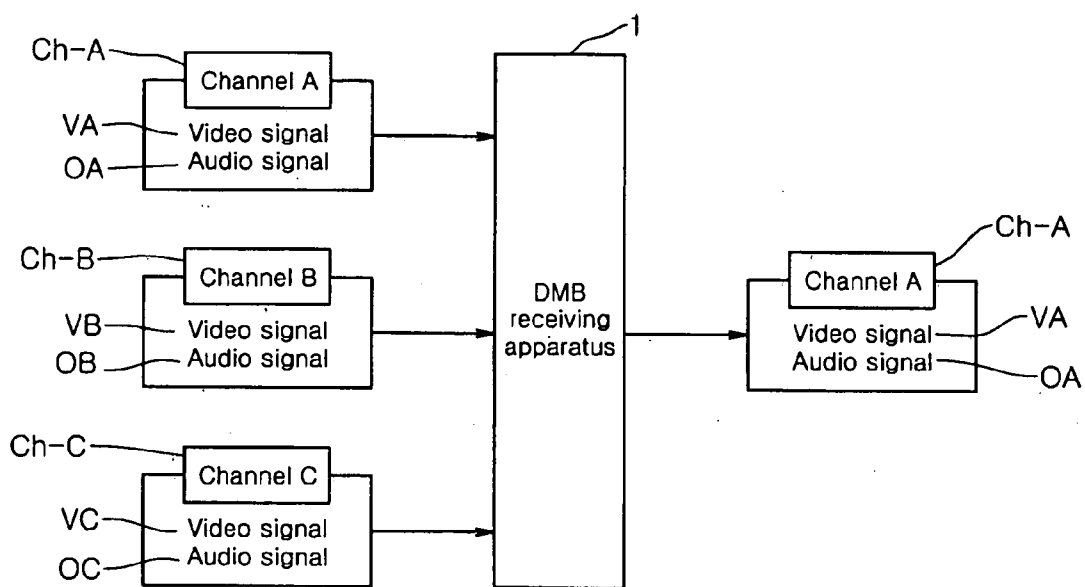 1
Ch-A
Channel A
VA
Video signal
OA
Audio signal
Ch-B
Channel B
VB
Video signal
OB
Audio signal
Ch-C
Channel C
VC
Video signal
OC
Audio signal
DMB
receiving
apparatus
Ch-A
Channel A
Video signal
VA
Audio signal
OA